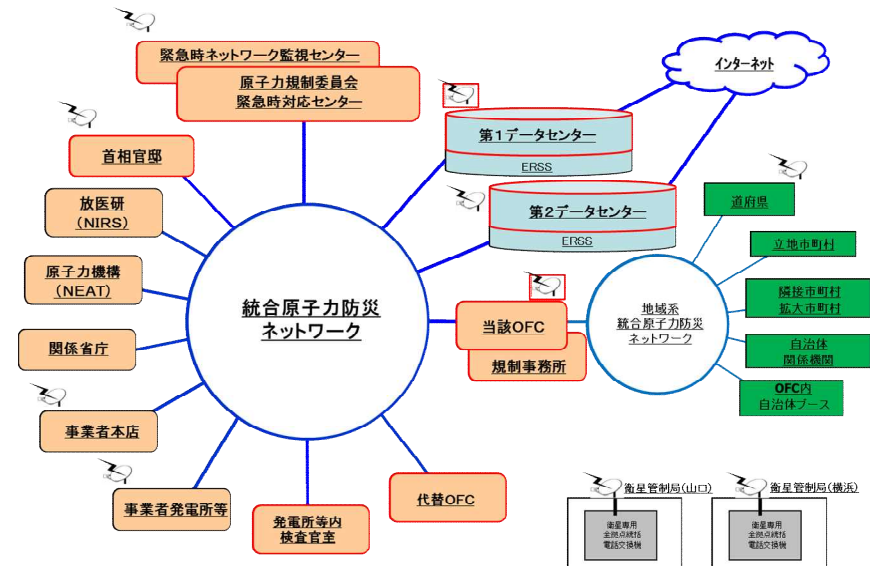 緊急時ネットワーク監視センター
原子力規制委員会
緊急時対応センター
インターネット
首相官邸
第１データセンター
ERSS
放医研
(NIRS)
第２データセンター
ERSS
道府県
立地市町村
原子力機構
(NEAT)
統合原子力防災
ネットワーク
当該OFC
規制事務所
地域系
統合原子力防災
ネットワーク
隣接市町村
拡大市町村
関係省庁
自治体
関係機関
OFC内
自治体ブース
事業者本店
事業者発電所等
発電所等内
検査官室
代替OFC
衛星管制局(山口)
衛星専用
全拠点統括
電話交換機
衛星管制局(横浜)
衛星専用
全拠点統括
電話交換機